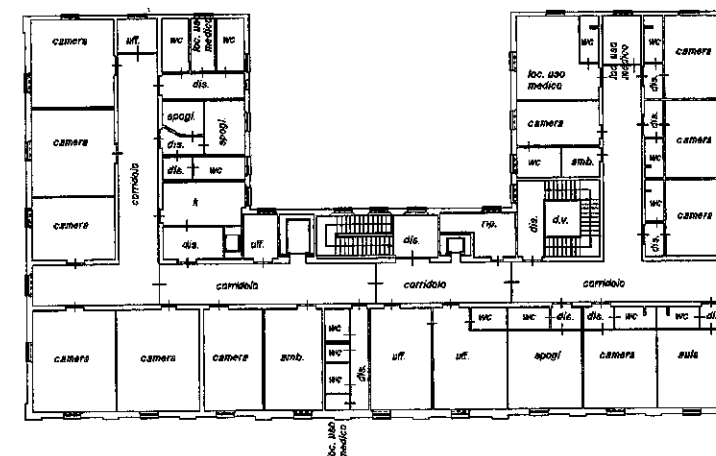 camera
uff.
wc
loc. uso
medico
wc
dis.
spogl.
spogl.
dis.
dis.
wc
camera
corridoio
camera
k
dis.
uff.
dis.
rip.
loc. uso
medico
wc
loc. uso
medico
wc
camera
dis.
camera
dis.
camera
wc
wc
amb.
wc
camera
dis.
dis.
d.v.
corridoio
corridoio
corridoio
camera
camera
camera
amb.
wc
wc
wc
dis.
uff.
uff.
wc
wc
dis.
spogl
dis.
wc
camera
wc
dis
aula
loc. uso
medico